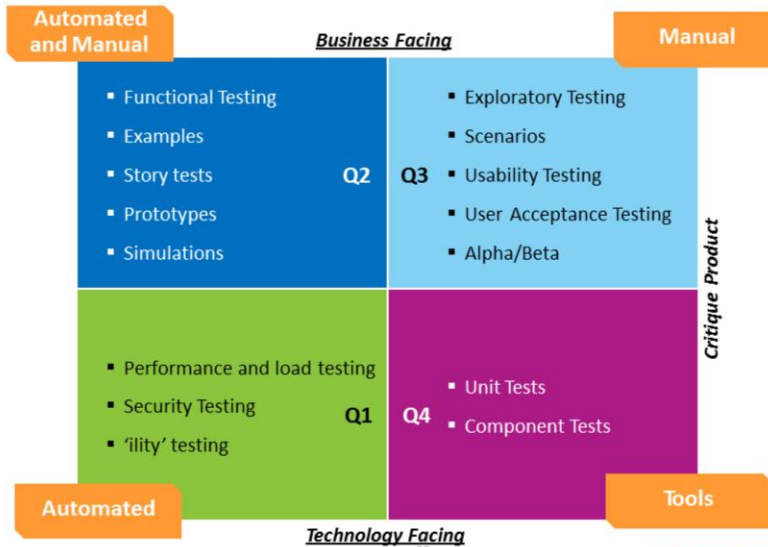 Automated
and Manual
Business Facing
Manual
▪ Functional Testing
▪ Examples
▪ Story tests
▪ Prototypes
▪ Simulations
Q2
Q3
▪ Exploratory Testing
▪ Scenarios
▪ Usability Testing
▪ User Acceptance Testing
▪ Alpha/Beta
Critique Product
▪ Performance and load testing
▪ Security Testing
▪ ‘ility’ testing
Q1
Q4
▪ Unit Tests
▪ Component Tests
Automated
Technology Facing
Tools